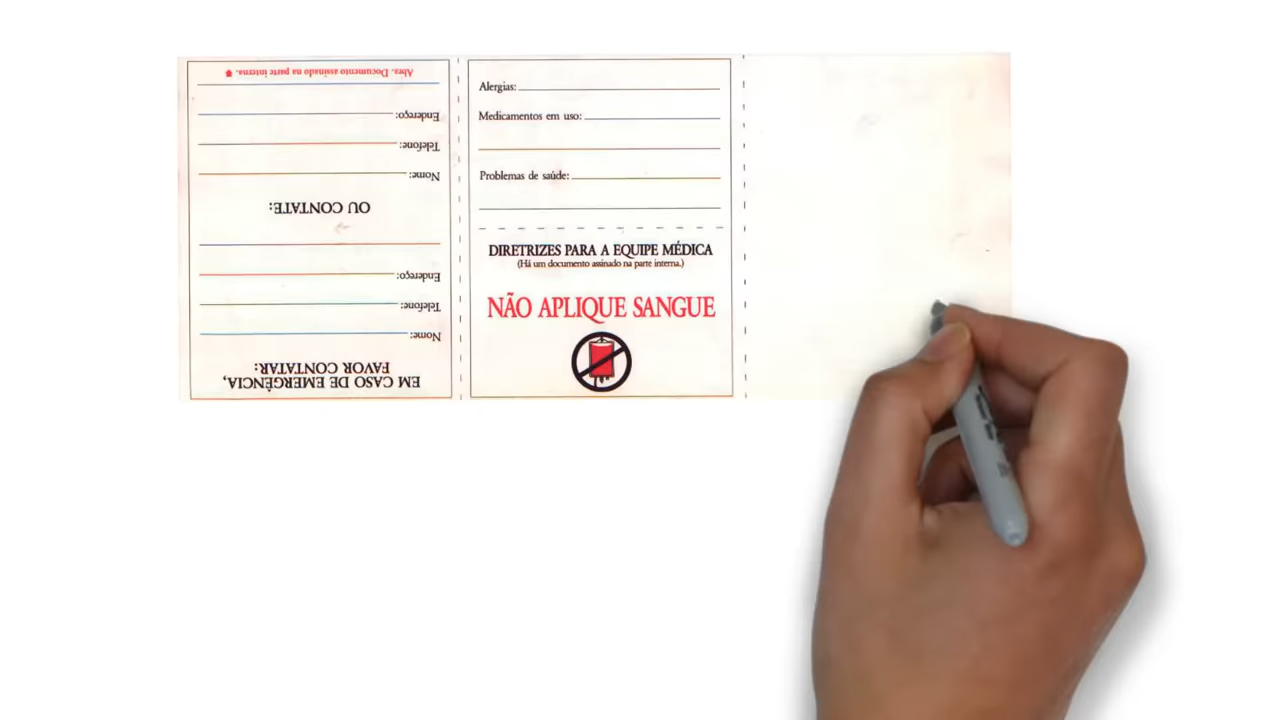 Abra. Documento assinado na parte interna.
Endereço:
Telefone:
Nome:
OU CONTATE:
Endereço:
Telefone:
Nome:
EM CASO DE EMERGÊNCIA,
FAVOR CONTATAR:
Alergias:
Medicamentos em uso:
Problemas de saúde:
DIRETRIZES PARA A EQUIPE MÉDICA
(Há um documento assinado na parte interna.)
NÃO APLIQUE SANGUE